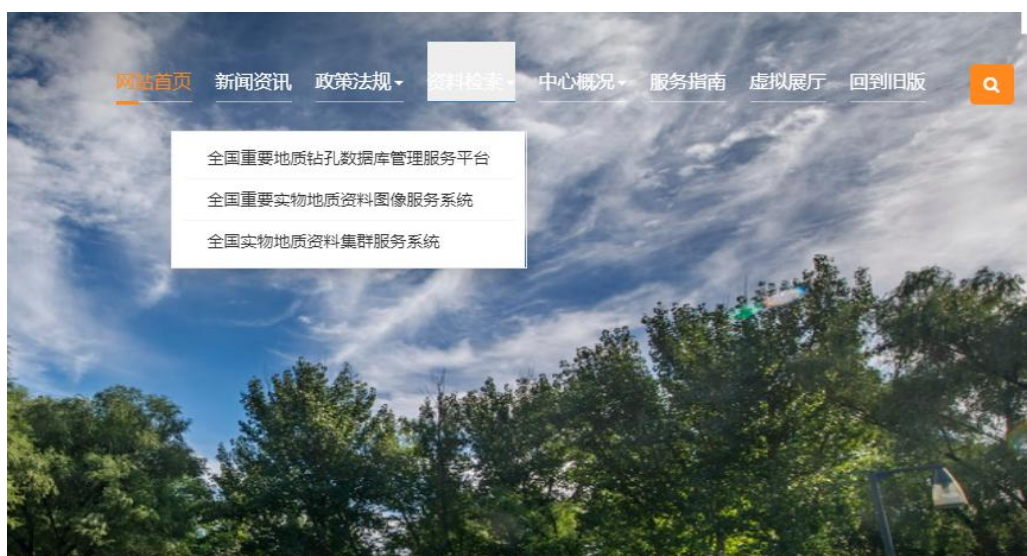 网站首页 新闻资讯 政策法规 资料检索 中心概况 服务指南 虚拟展厅 回到旧版
全国重要地质钻孔数据库管理服务平台
全国重要实物地质资料图像服务系统
全国实物地质资料集群服务系统